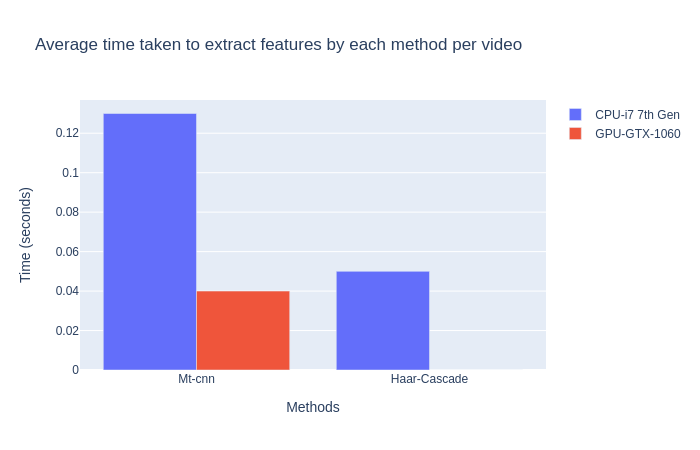 Average time taken to extract features by each method per video
CPU-i7 7th Gen
GPU-GTX-1060
0.12
0.1
0.08
0.06
0.04
0.02
0
Time (seconds)
Mt-cnn
Haar-Cascade
Methods